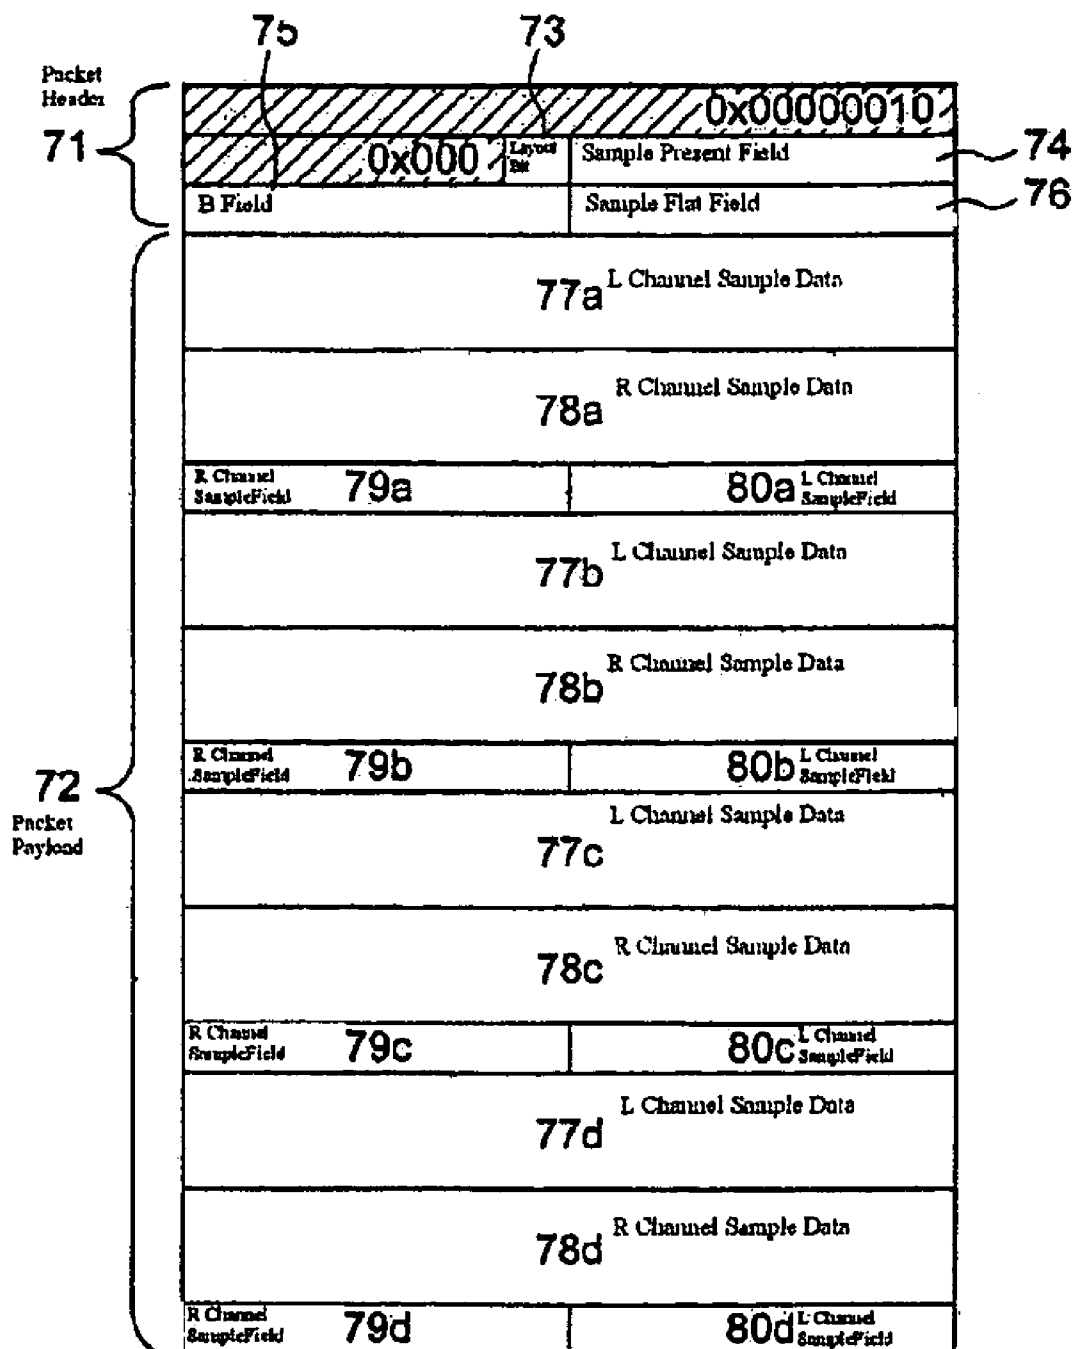 75
73
Packet
Header
71
0x00000010
0x000
Layout
Bit
Sample Present Field
74
B Field
Sample Flat Field
76
77a L Channel Sample Data
78a R Channel Sample Data
R Channel
SampleField
79a
80a
L Channel
SampleField
77b L Channel Sample Data
78b R Channel Sample Data
R Channel
SampleField
79b
80b
L Channel
SampleField
72
Packet
Payload
77c L Channel Sample Data
78c R Channel Sample Data
R Channel
SampleField
79c
80c
L Channel
SampleField
77d L Channel Sample Data
78d R Channel Sample Data
R Channel
SampleField
79d
80d
L Channel
SampleField